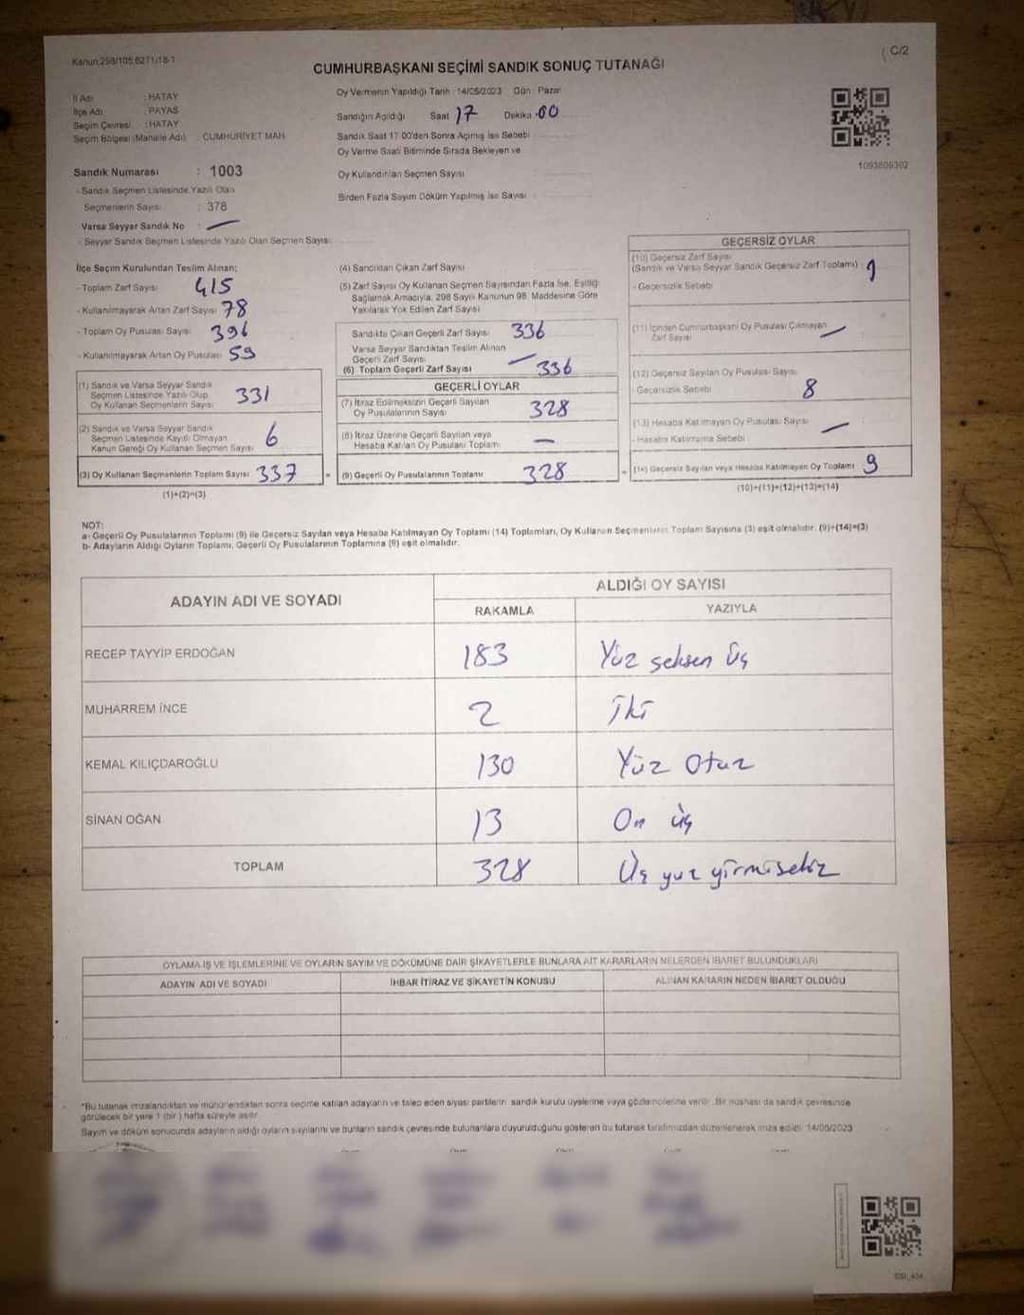 Kanun:298/105,6271/18-1
C/2
CUMHURBAŞKANI SEÇİMİ SANDIK SONUÇ TUTANAĞI
İl Adı : HATAY
İlçe Adı : PAYAS
Seçim Çevresi : HATAY
Seçim Bölgesi (Mahalle Adı) : CUMHURİYET MAH.
Sandık Numarası : 1003
- Sandık Seçmen Listesinde Yazılı Olan
Seçmenlerin Sayısı : 378
Varsa Seyyar Sandık No : —
- Seyyar Sandık Seçmen Listesinde Yazılı Olan Seçmen Sayısı:
Oy Vermenin Yapıldığı Tarih : 14/05/2023 Gün : Pazar
Sandığın Açıldığı Saat 17 Dakika 00
Sandık Saat 17.00'den Sonra Açılmış İse Sebebi
Oy Verme Saati Bitiminde Sırada Bekleyen ve
Oy Kullandırılan Seçmen Sayısı
Birden Fazla Sayım Döküm Yapılmış İse Sayısı
1093809302
İlçe Seçim Kurulundan Teslim Alınan;
- Toplam Zarf Sayısı 415
- Kullanılmayarak Artan Zarf Sayısı 78
- Toplam Oy Pusulası Sayısı 396
- Kullanılmayarak Artan Oy Pusulası 59
(1) Sandık ve Varsa Seyyar Sandık
Seçmen Listesinde Yazılı Olup
Oy Kullanan Seçmenlerin Sayısı 331
(2) Sandık ve Varsa Seyyar Sandık
Seçmen Listesinde Kayıtlı Olmayan
Kanun Gereği Oy Kullanan Seçmen Sayısı 6
(3) Oy Kullanan Seçmenlerin Toplam Sayısı 337
(1)+(2)=(3)
(4) Sandıktan Çıkan Zarf Sayısı
(5) Zarf Sayısı Oy Kullanan Seçmen Sayısından Fazla İse, Eşitliği
Sağlamak Amacıyla, 298 Sayılı Kanunun 98. Maddesine Göre
Yakılarak Yok Edilen Zarf Sayısı
Sandıkta Çıkan Geçerli Zarf Sayısı 336
Varsa Seyyar Sandıktan Teslim Alınan
Geçerli Zarf Sayısı —
(6) Toplam Geçerli Zarf Sayısı 336
GEÇERLİ OYLAR
(7) İtiraz Edilmeksizin Geçerli Sayılan
Oy Pusulalarının Sayısı 328
(8) İtiraz Üzerine Geçerli Sayılan veya
Hesaba Katılan Oy Pusulası Toplamı —
(9) Geçerli Oy Pusulalarının Toplamı 328
GEÇERSİZ OYLAR
(10) Geçersiz Zarf Sayısı
(Sandık ve Varsa Seyyar Sandık Geçersiz Zarf Toplamı) 1
- Geçersizlik Sebebi
(11) İçinden Cumhurbaşkanı Oy Pusulası Çıkmayan
Zarf Sayısı —
(12) Geçersiz Sayılan Oy Pusulası Sayısı
- Geçersizlik Sebebi 8
(13) Hesaba Katılmayan Oy Pusulası Sayısı —
- Hesaba Katılmama Sebebi
(14) Geçersiz Sayılan veya Hesaba Katılmayan Oy Toplamı 9
(10)+(11)+(12)+(13)=(14)
NOT:
a- Geçerli Oy Pusulalarının Toplamı (9) ile Geçersiz Sayılan veya Hesaba Katılmayan Oy Toplamı (14) Toplamları, Oy Kullanan Seçmenlerin Toplam Sayısına (3) eşit olmalıdır. (9)+(14)=(3)
b- Adayların Aldığı Oyların Toplamı, Geçerli Oy Pusulalarının Toplamına (9) eşit olmalıdır.
ADAYIN ADI VE SOYADI
ALDIĞI OY SAYISI
RAKAMLA YAZIYLA
RECEP TAYYİP ERDOĞAN 183 Yüz seksen üç
MUHARREM İNCE 2 İki
KEMAL KILIÇDAROĞLU 130 Yüz Otuz
SİNAN OĞAN 13 On üç
TOPLAM 328 Üç yuz yirmisekiz
OYLAMA İŞ VE İŞLEMLERİNE VE OYLARIN SAYIM VE DÖKÜMÜNE DAİR ŞİKAYETLERLE BUNLARA AİT KARARLARIN NELERDEN İBARET BULUNDUKLARI
ADAYIN ADI VE SOYADI İHBAR İTİRAZ VE ŞİKAYETİN KONUSU ALINAN KARARIN NEDEN İBARET OLDUĞU
*Bu tutanak imzalandıktan ve mühürlendikten sonra seçime katılan adayların ve talep eden siyasi partilerin sandık kurulu üyelerine veya gözlemcilerine verilir. Bir nüshası da sandık çevresinde
görülecek bir yere 1 (bir) hafta süreyle asılır.
Sayım ve döküm sonucunda adayların aldığı oyların sayılarını ve bunların sandık çevresinde bulunanlara duyurulduğunu gösteren bu tutanak tarafımızdan düzenlenerek imza edildi. 14/05/2023